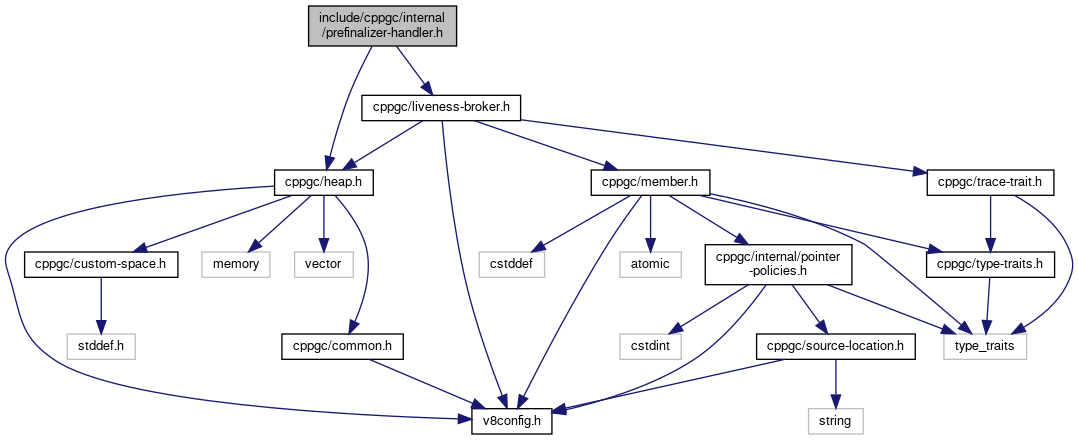 include/cppgc/internal
/prefinalizer-handler.h
cppgc/liveness-broker.h
cppgc/heap.h
cppgc/member.h
cppgc/trace-trait.h
cppgc/custom-space.h
memory
vector
cstddef
atomic
cppgc/internal/pointer
-policies.h
cppgc/type-traits.h
stddef.h
cppgc/common.h
cstdint
cppgc/source-location.h
type_traits
v8config.h
string